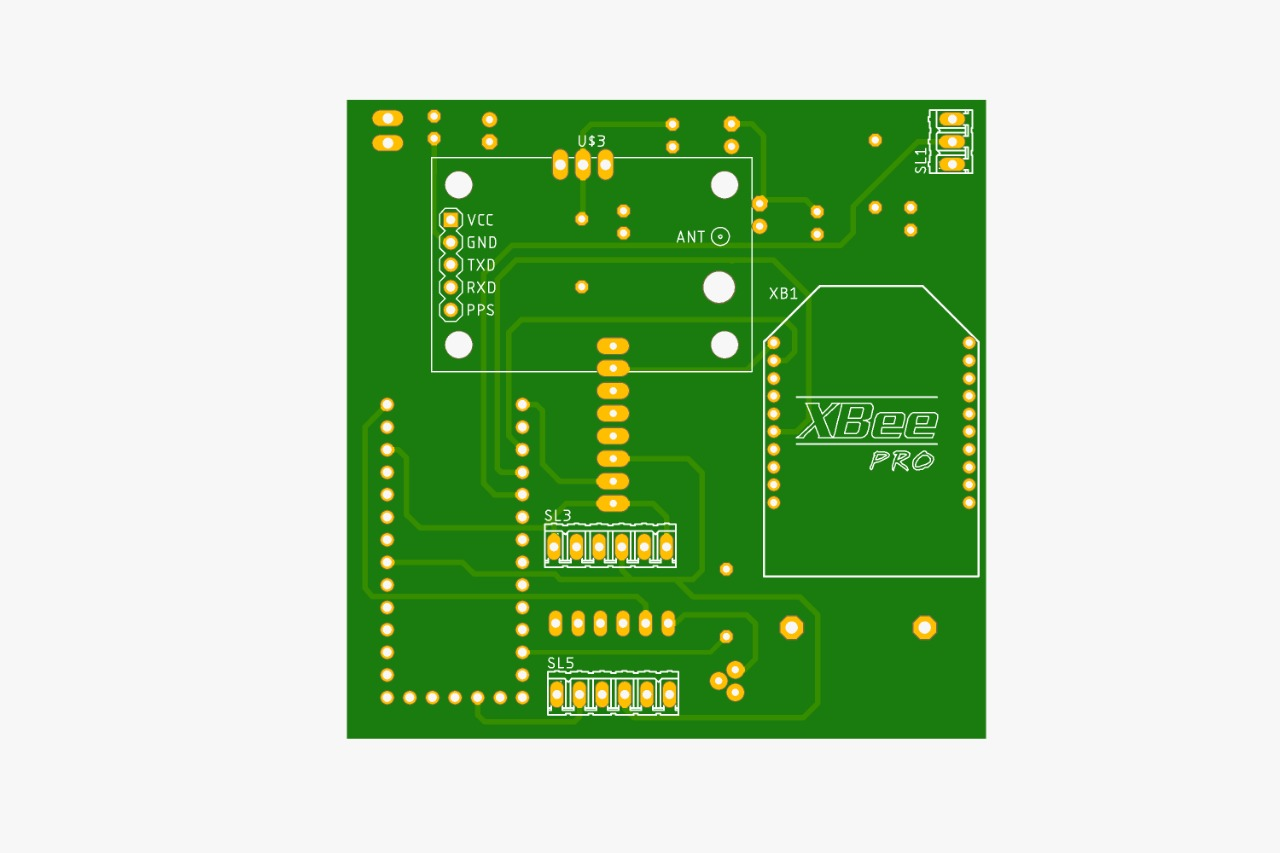 U$3
SL1
VCC
GND
ANT
TXD
RXD
XB1
PPS
XBee
PRO
SL3
SL5